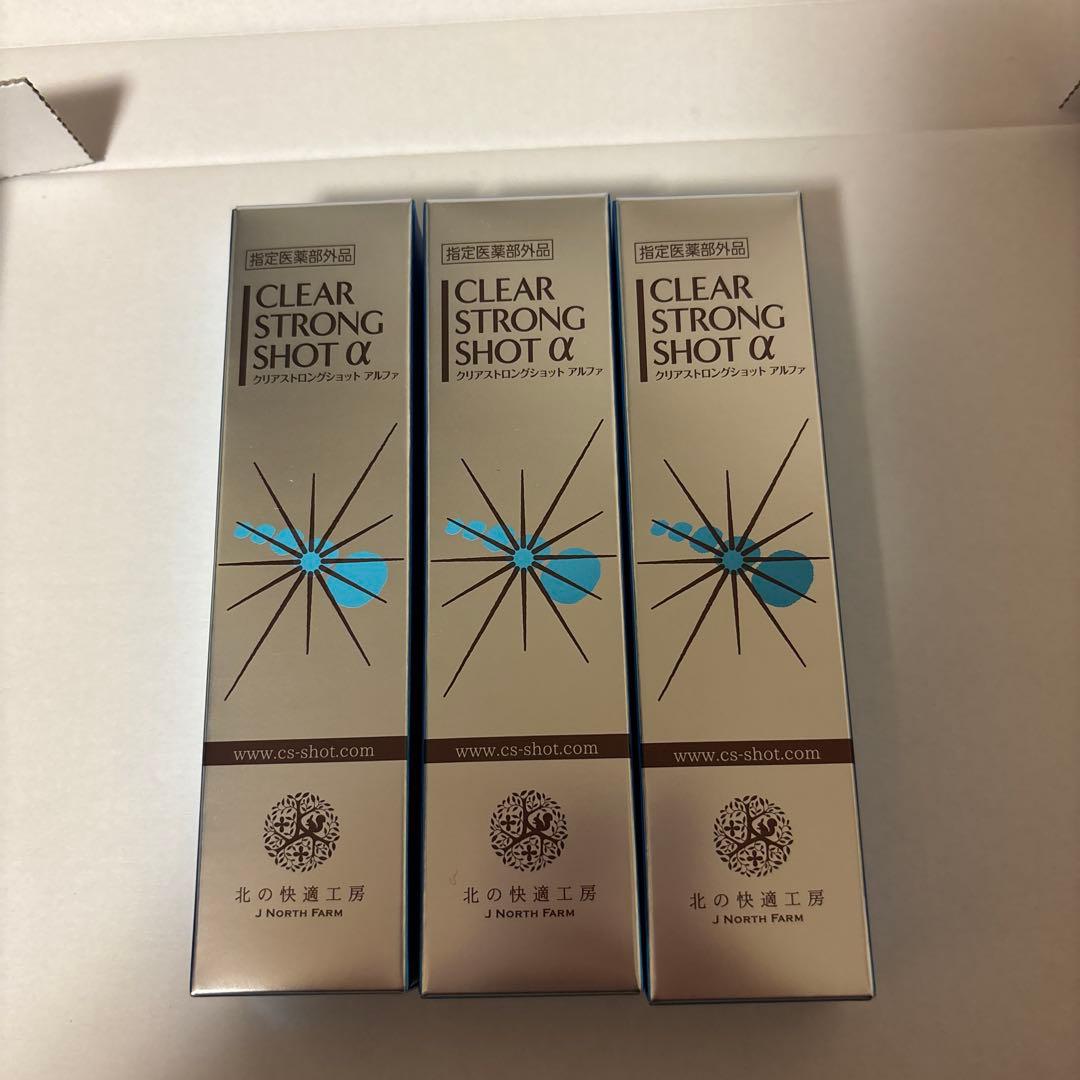 指定医薬部外品
CLEAR
STRONG
SHOT α
クリアストロングショット アルファ
www.cs-shot.com
北の快適工房
J NORTH FARM
指定医薬部外品
CLEAR
STRONG
SHOT α
クリアストロングショット アルファ
www.cs-shot.com
北の快適工房
J NORTH FARM
指定医薬部外品
CLEAR
STRONG
SHOT α
クリアストロングショット アルファ
www.cs-shot.com
北の快適工房
J NORTH FARM